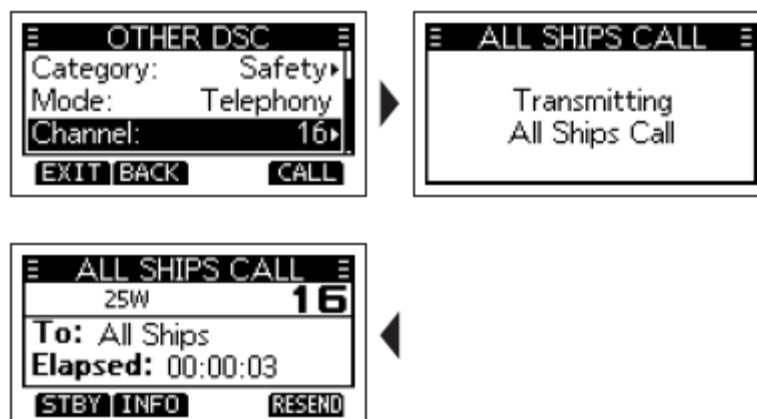 OTHER DSC
Category: Safety
Mode: Telephony
Channel: 16
EXIT BACK CALL
ALL SHIPS CALL
Transmitting
All Ships Call
ALL SHIPS CALL
25W 16
To: All Ships
Elapsed: 00:00:03
STBY INFO RESEND